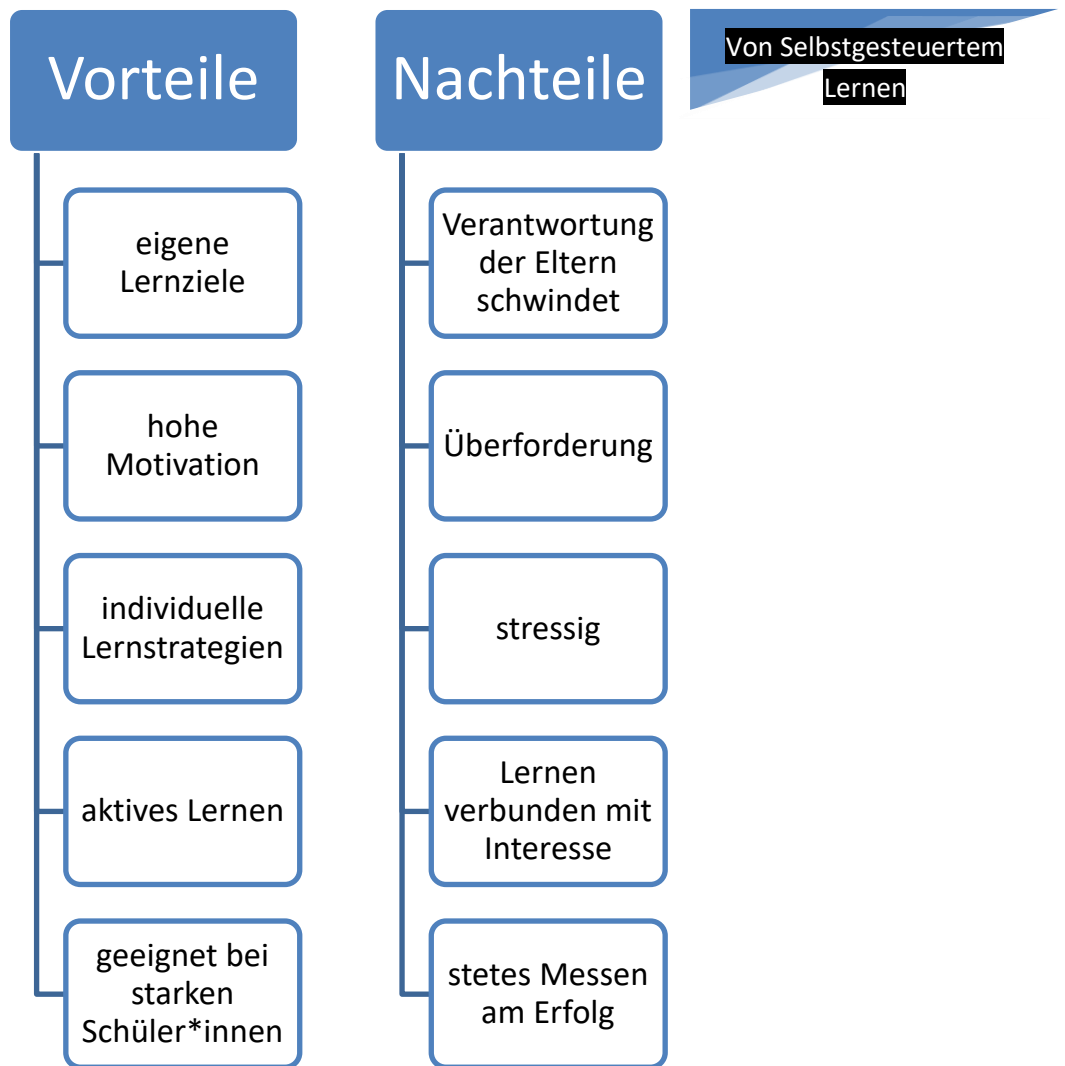 Vorteile
eigene
Lernziele
hohe
Motivation
individuelle
Lernstrategien
aktives Lernen
geeignet bei
starken
Schüler*innen
Nachteile
Verantwortung
der Eltern
schwindet
Überforderung
stressig
Lernen
verbunden mit
Interesse
stetes Messen
am Erfolg
Von Selbstgesteuertem
Lernen